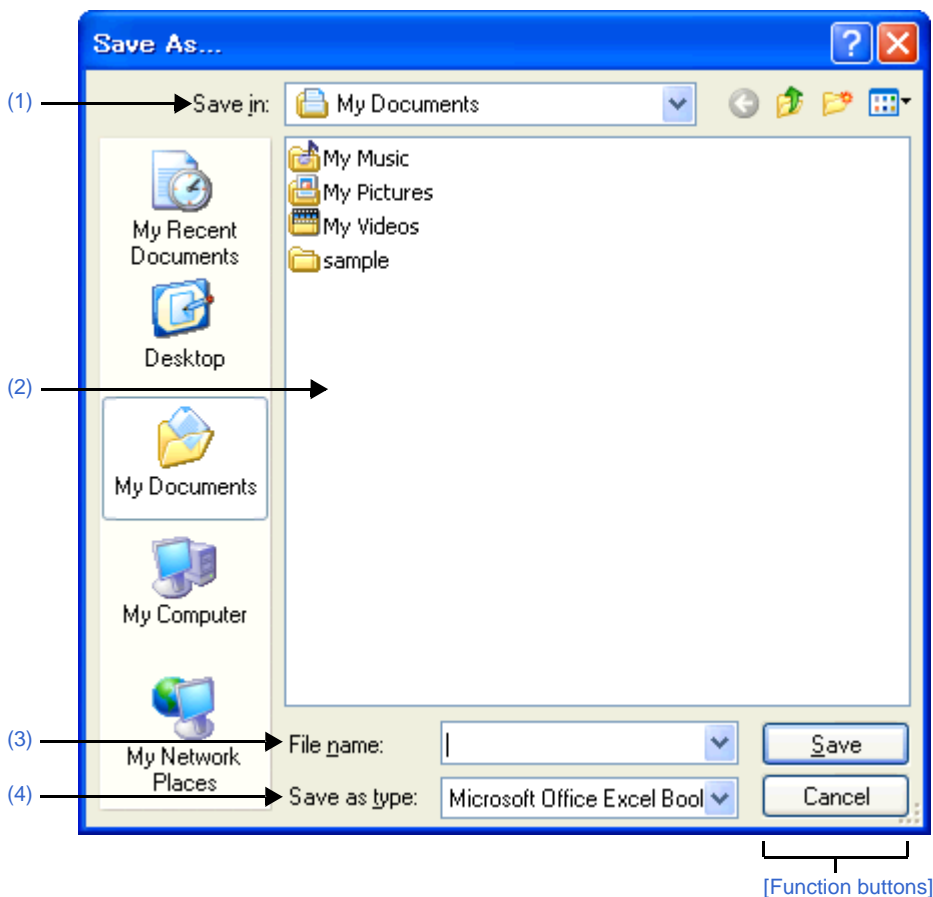 Save As...
?
(1)
Save in:
My Documents
My Music
My Pictures
My Videos
sample
My Recent
Documents
Desktop
(2)
My Documents
My Computer
My Network
Places
(3)
File name:
Save
(4)
Save as type:
Microsoft Office Excel Bool
Cancel
[Function buttons]